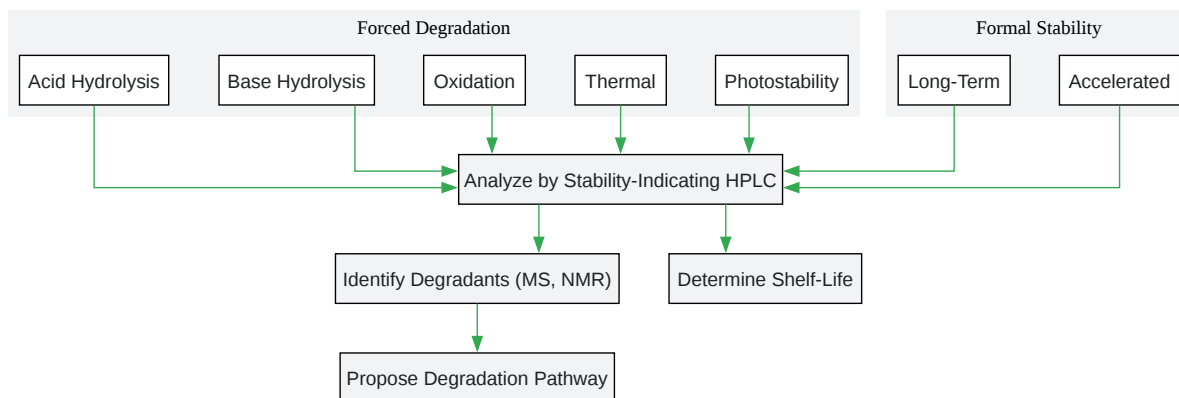 Forced Degradation
Formal Stability
Acid Hydrolysis
Base Hydrolysis
Oxidation
Thermal
Photostability
Long-Term
Accelerated
Analyze by Stability-Indicating HPLC
Identify Degradants (MS, NMR)
Determine Shelf-Life
Propose Degradation Pathway